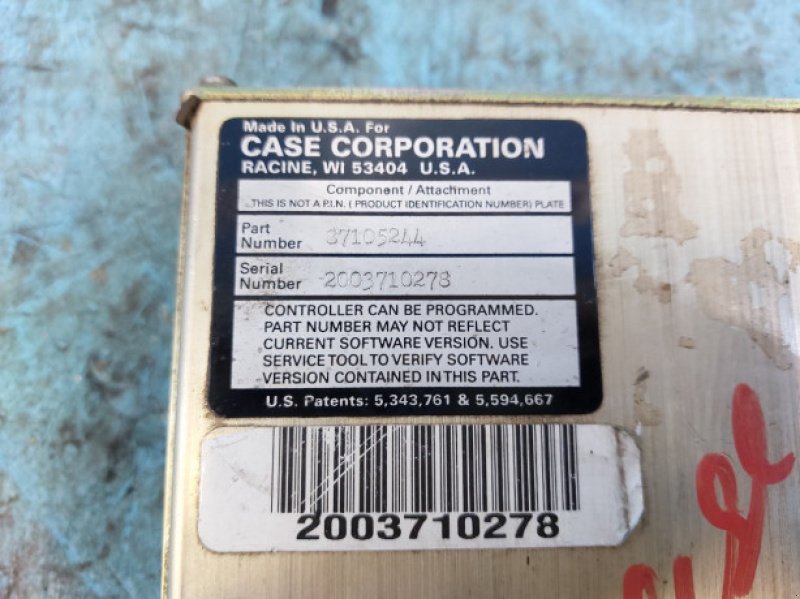 Made In U.S.A. For
CASE CORPORATION
RACINE, WI 53404 U.S.A.
Component / Attachment
THIS IS NOT A P.I.N. ( PRODUCT IDENTIFICATION NUMBER) PLATE
Part
Number 87105244
Serial
Number 2003710278
CONTROLLER CAN BE PROGRAMMED.
PART NUMBER MAY NOT REFLECT
CURRENT SOFTWARE VERSION. USE
SERVICE TOOL TO VERIFY SOFTWARE
VERSION CONTAINED IN THIS PART.
U.S. Patents: 5,343,761 & 5,594,667
2003710278